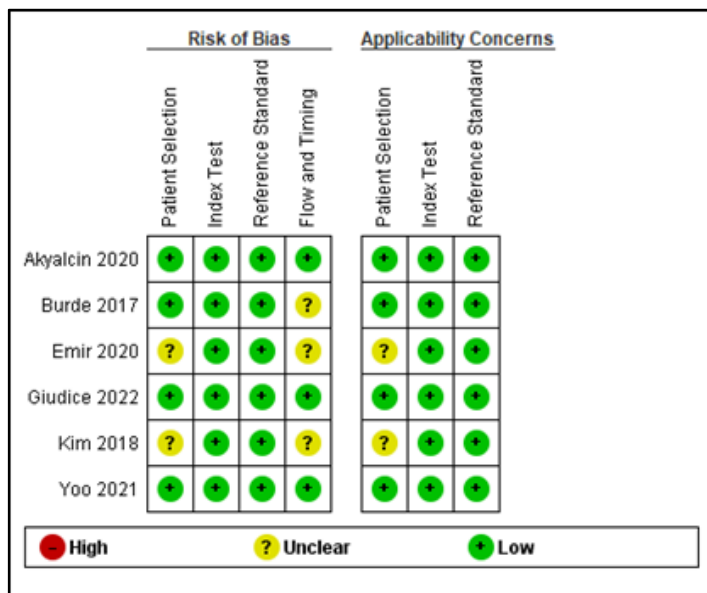 Risk of Bias
Applicability Concerns
Patient Selection
Index Test
Reference Standard
Flow and Timing
Patient Selection
Index Test
Reference Standard
Akyalcin 2020 + + + + + + +
Burde 2017 + + + ? + + +
Emir 2020 ? + + ? ? + +
Giudice 2022 + + + + + + +
Kim 2018 ? + + ? ? + +
Yoo 2021 + + + + + + +
- High ? Unclear + Low